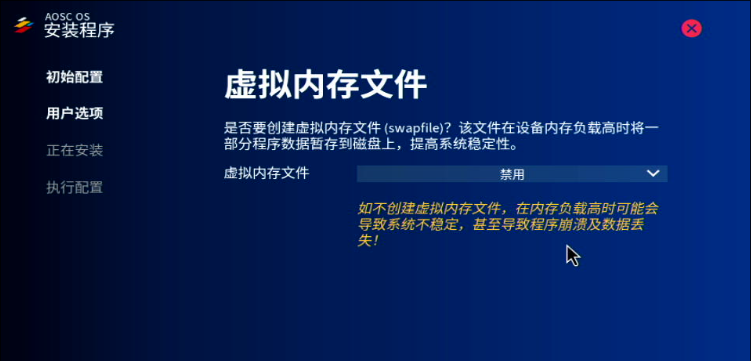 AOSC OS
安装程序
初始配置
用户选项
正在安装
执行配置
虚拟内存文件
是否要创建虚拟内存文件 (swapfile)？该文件在设备内存负载高时将一
部分程序数据暂存到磁盘上，提高系统稳定性。
虚拟内存文件
禁用
如不创建虚拟内存文件，在内存负载高时可能会
导致系统不稳定，甚至导致程序崩溃及数据丢
失！